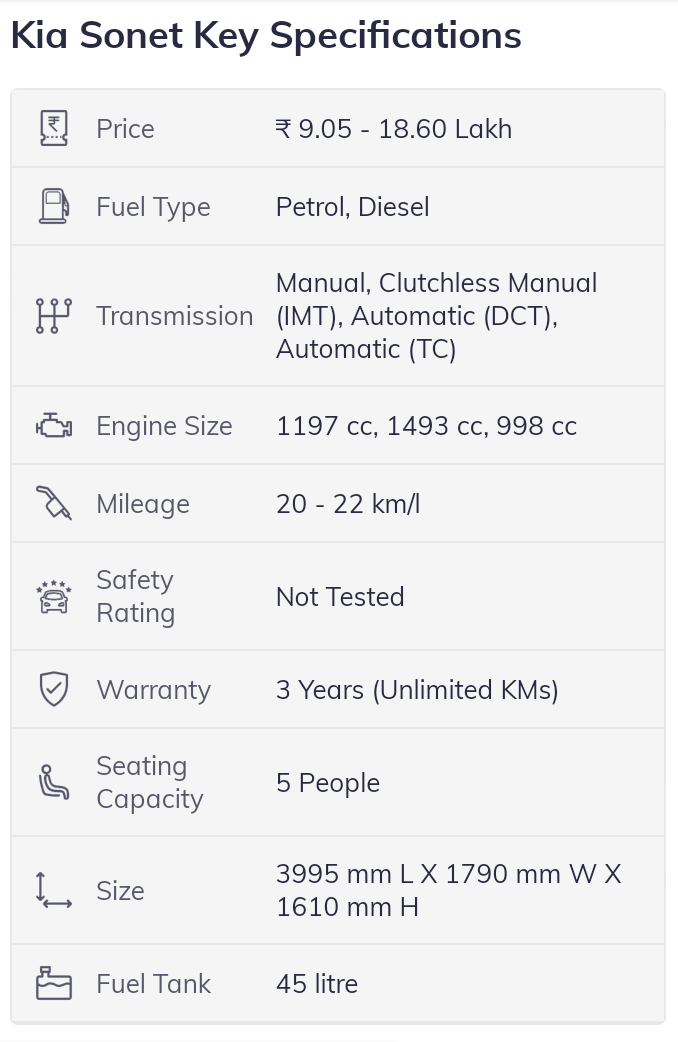 Kia Sonet Key Specifications
₹
Price
₹ 9.05 - 18.60 Lakh
Fuel Type
Petrol, Diesel
Transmission
Manual, Clutchless Manual
(IMT), Automatic (DCT),
Automatic (TC)
Engine Size
1197 cc, 1493 cc, 998 cc
Mileage
20 - 22 km/l
Safety
Rating
Not Tested
Warranty
3 Years (Unlimited KMs)
Seating
Capacity
5 People
Size
3995 mm L X 1790 mm W X
1610 mm H
Fuel Tank
45 litre